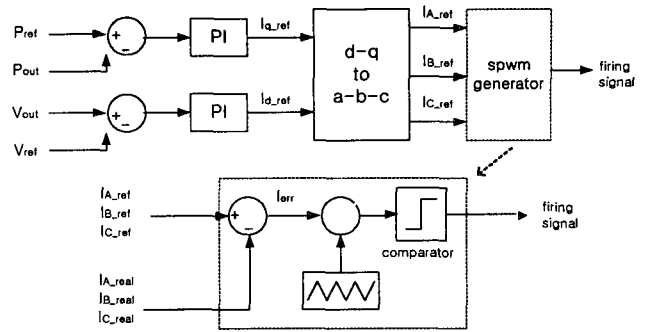 Pref
Pout
PI
Iq_ref
Vout
Vref
PI
Id_ref
d-q
to
a-b-c
IA_ref
IB_ref
IC_ref
spwm
generator
firing
signal
IA_ref
IB_ref
IC_ref
Ierr
comparator
firing
signal
IA_real
IB_real
IC_real